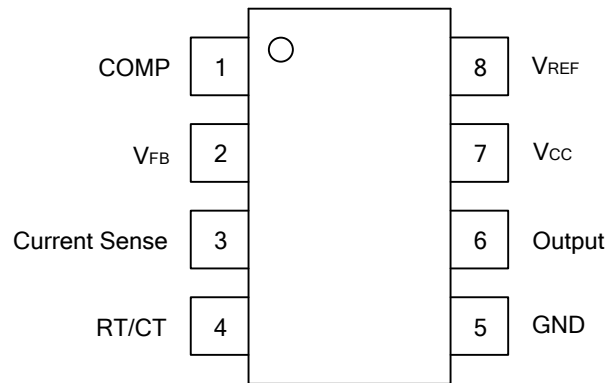 COMP 1 8 VREF
VFB 2 7 VCC
Current Sense 3 6 Output
RT/CT 4 5 GND